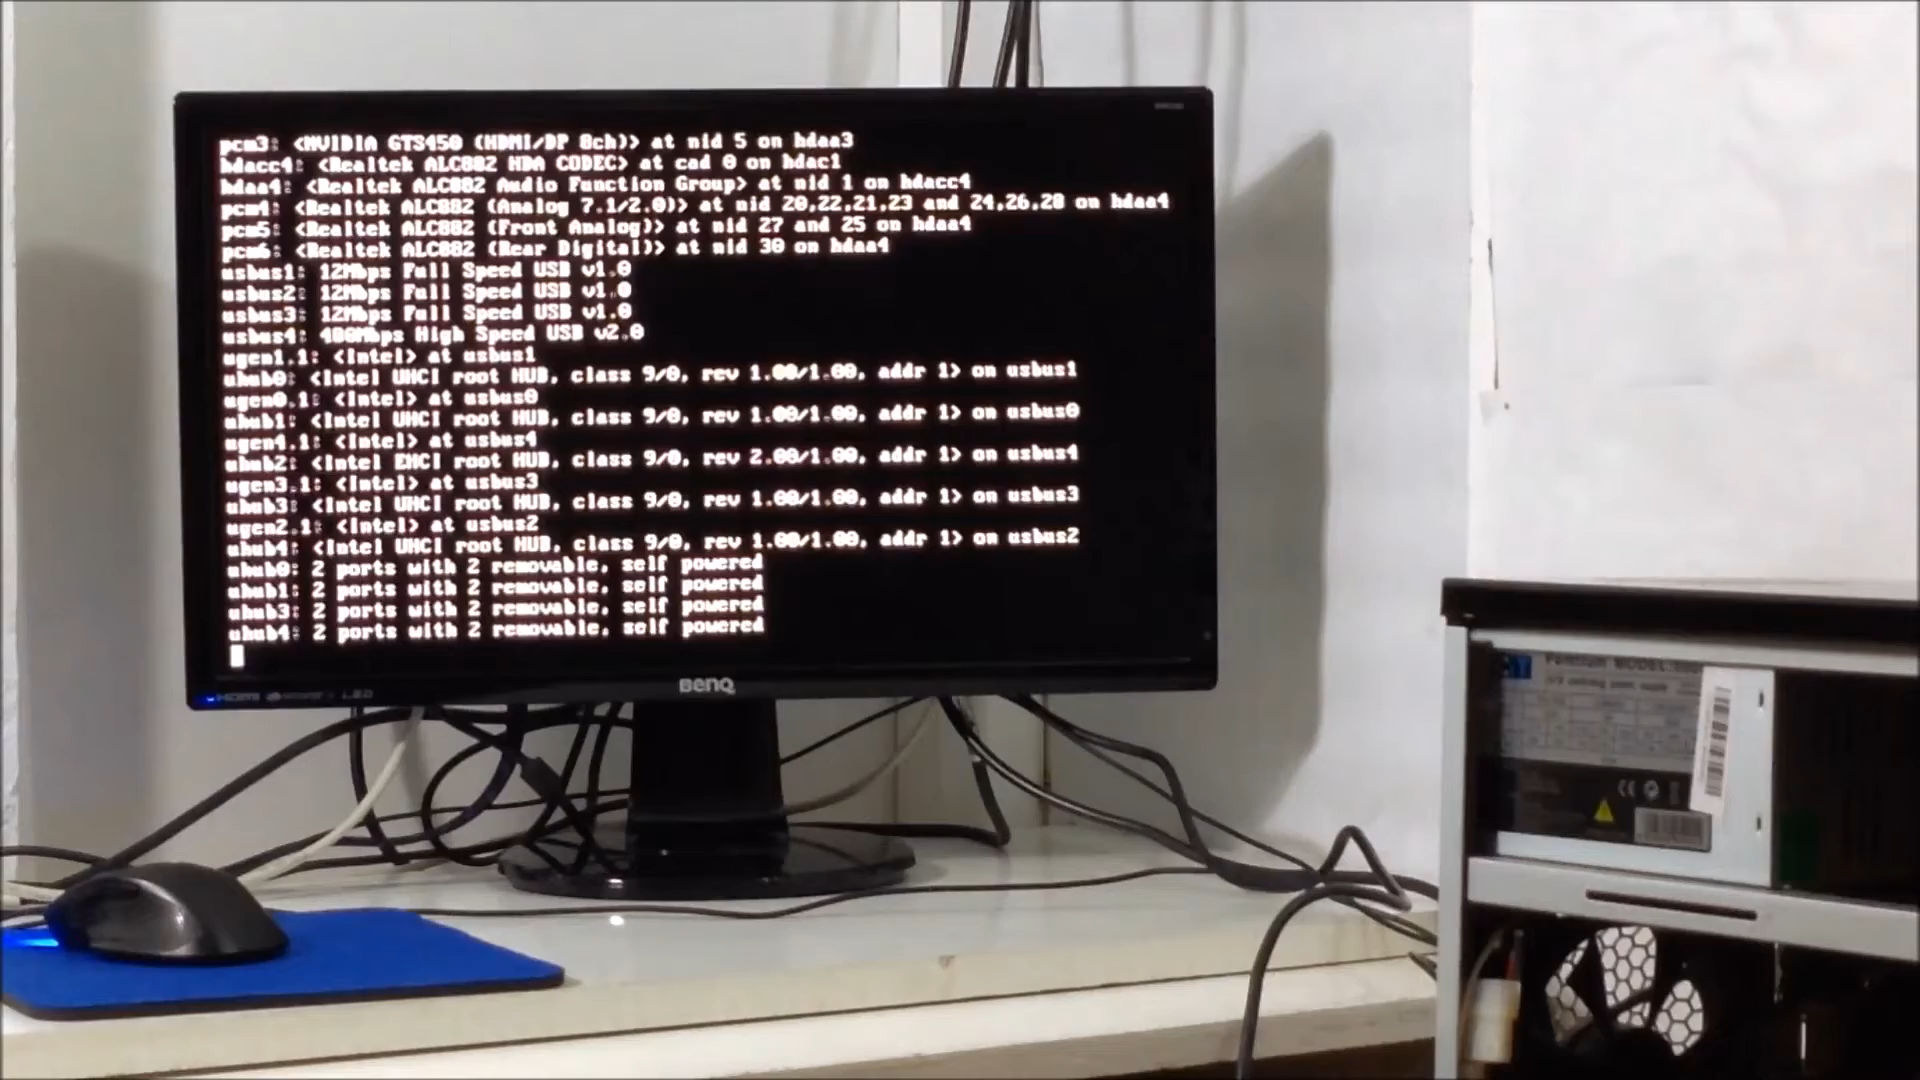 pcm3: <NVIDIA GTS450 (HDMI/DP 8ch)> at nid 5 on hdaa3
hdacc4: <Realtek ALC882 HDA CODEC> at cad 0 on hdac1
hdaa4: <Realtek ALC882 Audio Function Group> at nid 1 on hdacc4
pcm4: <Realtek ALC882 (Analog 7.1/2.0)> at nid 20,22,21,23 and 24,26,28 on hdaa4
pcm5: <Realtek ALC882 (Front Analog)> at nid 27 and 25 on hdaa4
pcm6: <Realtek ALC882 (Rear Digital)> at nid 30 on hdaa4
usbus1: 12Mbps Full Speed USB v1.0
usbus2: 12Mbps Full Speed USB v1.0
usbus3: 12Mbps Full Speed USB v1.0
usbus4: 480Mbps High Speed USB v2.0
ugen1.1: <Intel> at usbus1
uhub0: <Intel UHCI root HUB, class 9/0, rev 1.00/1.00, addr 1> on usbus1
ugen0.1: <Intel> at usbus0
uhub1: <Intel UHCI root HUB, class 9/0, rev 1.00/1.00, addr 1> on usbus0
ugen4.1: <Intel> at usbus4
uhub2: <Intel EHCI root HUB, class 9/0, rev 2.00/1.00, addr 1> on usbus4
ugen3.1: <Intel> at usbus3
uhub3: <Intel UHCI root HUB, class 9/0, rev 1.00/1.00, addr 1> on usbus3
ugen2.1: <Intel> at usbus2
uhub4: <Intel UHCI root HUB, class 9/0, rev 1.00/1.00, addr 1> on usbus2
uhub0: 2 ports with 2 removable, self powered
uhub1: 2 ports with 2 removable, self powered
uhub3: 2 ports with 2 removable, self powered
uhub4: 2 ports with 2 removable, self powered
HDMI
LED
BenQ
MODEL
CE